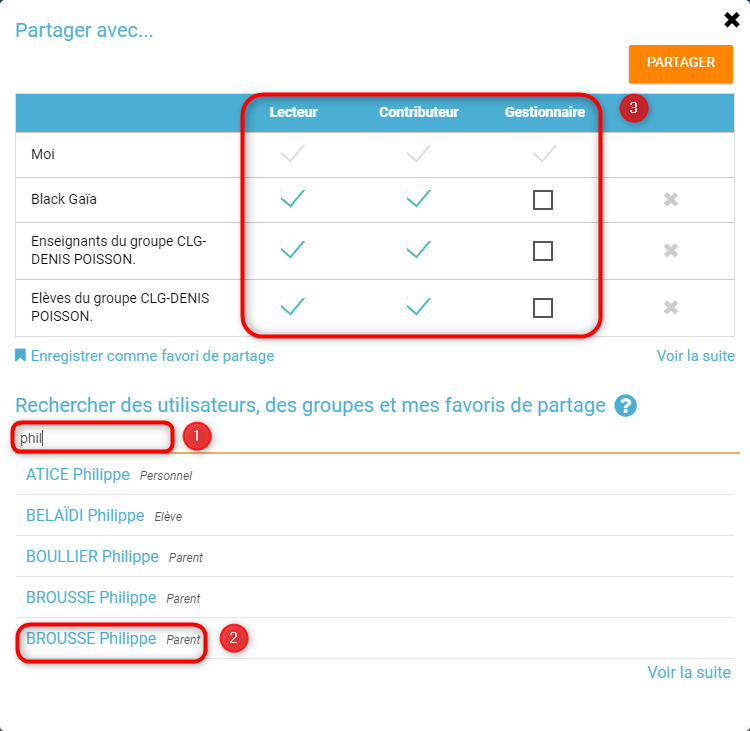 Partager avec...
PARTAGER
Lecteur Contributeur Gestionnaire
3
Moi
Black Gaïa
Enseignants du groupe CLG-
DENIS POISSON.
Elèves du groupe CLG-DENIS
POISSON.
Enregistrer comme favori de partage Voir la suite
Rechercher des utilisateurs, des groupes et mes favoris de partage ?
phil 1
ATICE Philippe Personnel
BELAÏDI Philippe Elève
BOULLIER Philippe Parent
BROUSSE Philippe Parent
BROUSSE Philippe Parent 2
Voir la suite